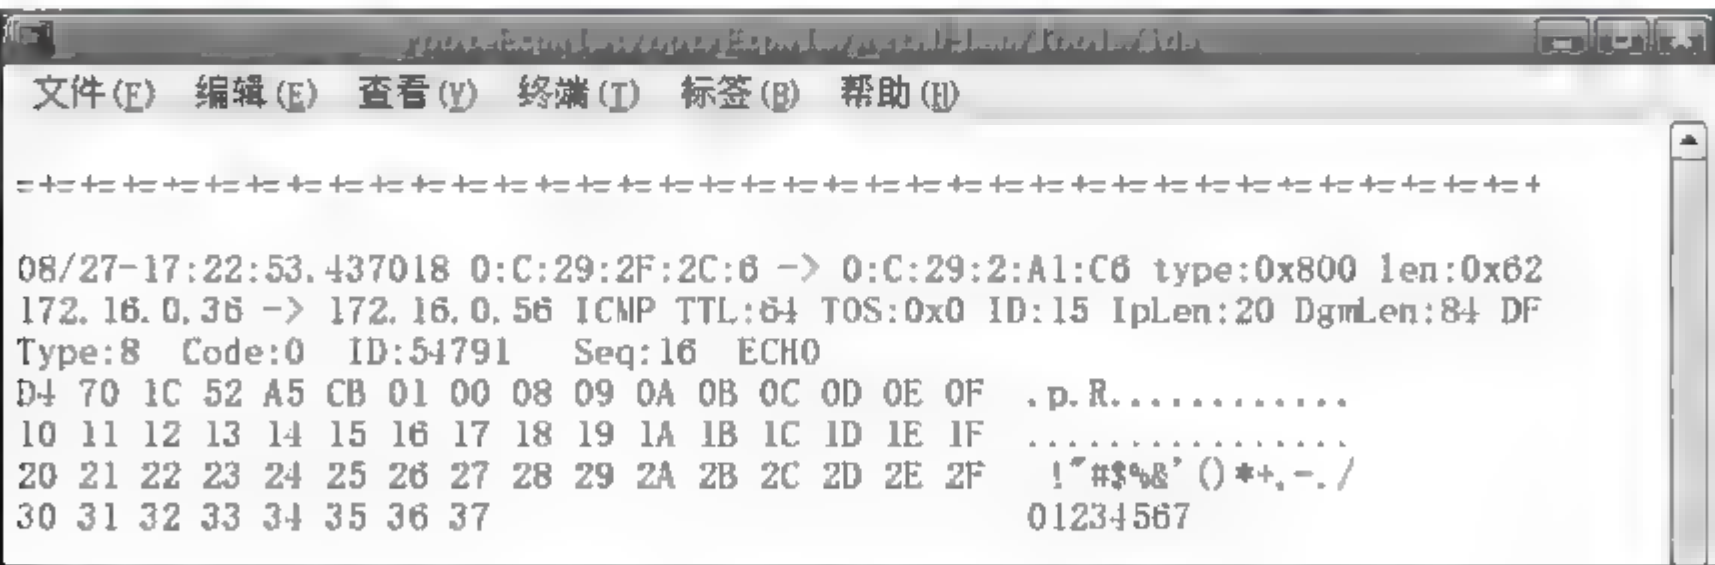 文件(F) 编辑(E) 查看(V) 终端(T) 标签(B) 帮助(H)
=+=+=+=+=+=+=+=+=+=+=+=+=+=+=+=+=+=+=+=+=+=+=+=+=+=+=+=+=+=+=+=+=+=+=+=+=+
08/27-17:22:53.437018 0:C:29:2F:2C:6 -> 0:C:29:2:A1:C6 type:0x800 len:0x62
172.16.0.36 -> 172.16.0.56 ICMP TTL:64 TOS:0x0 ID:15 IpLen:20 DgmLen:84 DF
Type:8  Code:0  ID:54791   Seq:16  ECHO
D4 70 1C 52 A5 CB 01 00 08 09 0A 0B 0C 0D 0E 0F  .p.R............
10 11 12 13 14 15 16 17 18 19 1A 1B 1C 1D 1E 1F  ................
20 21 22 23 24 25 26 27 28 29 2A 2B 2C 2D 2E 2F   !"#$%&'()*+,-./
30 31 32 33 34 35 36 37                          01234567